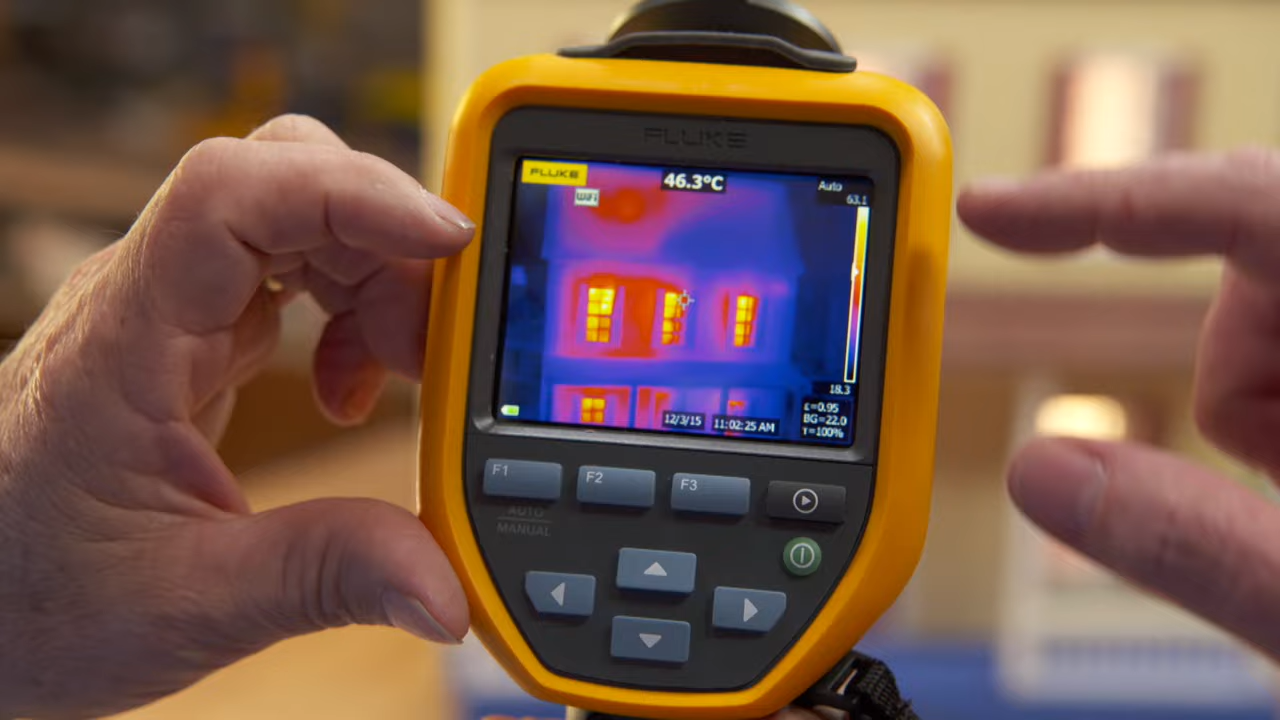 FLUKE
FLUKE
46.3°C
Auto
WiFi
63.1
18.3
12/3/15
11:02:25 AM
ε=0.95
BG=22.0
τ=100%
F1
F2
F3
AUTO
MANUAL